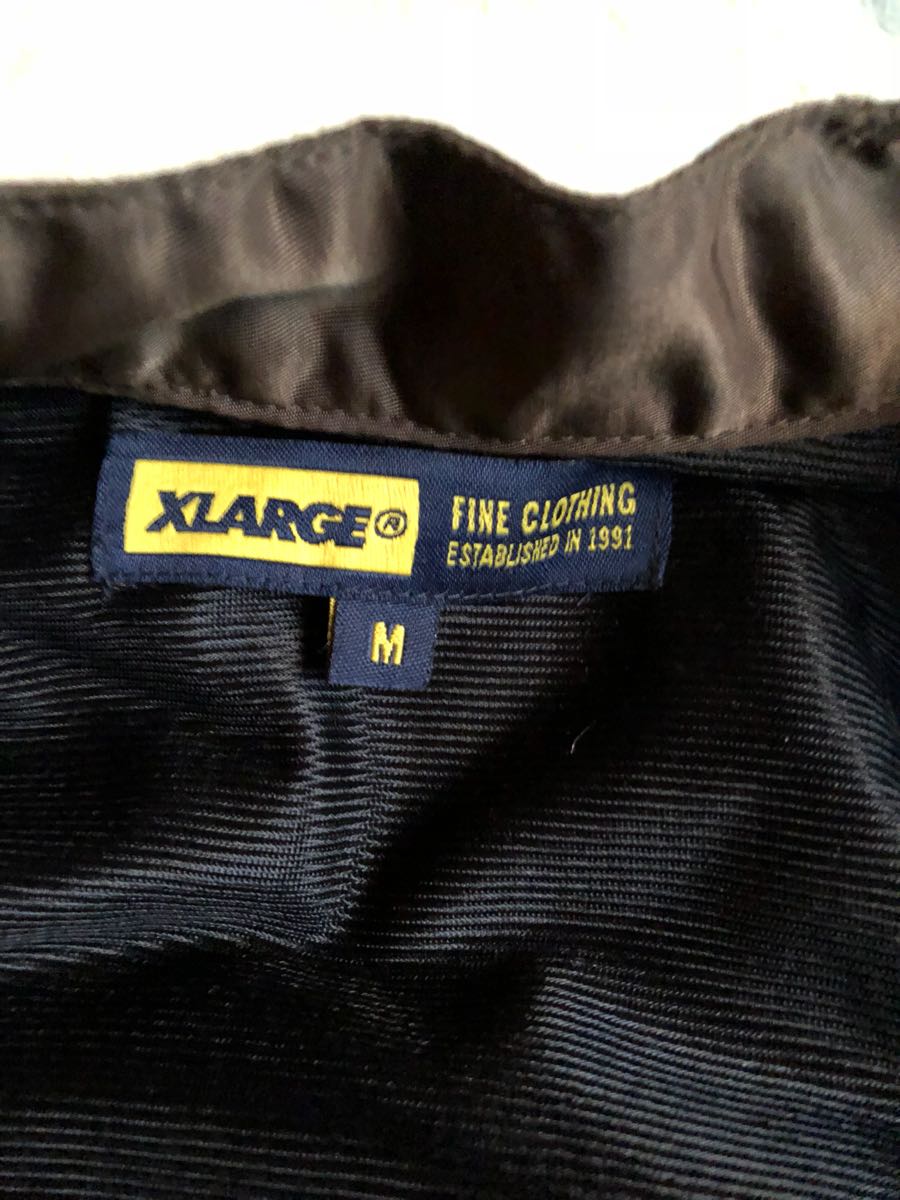 XLARGE®
FINE CLOTHING
ESTABLISHED IN 1991
M